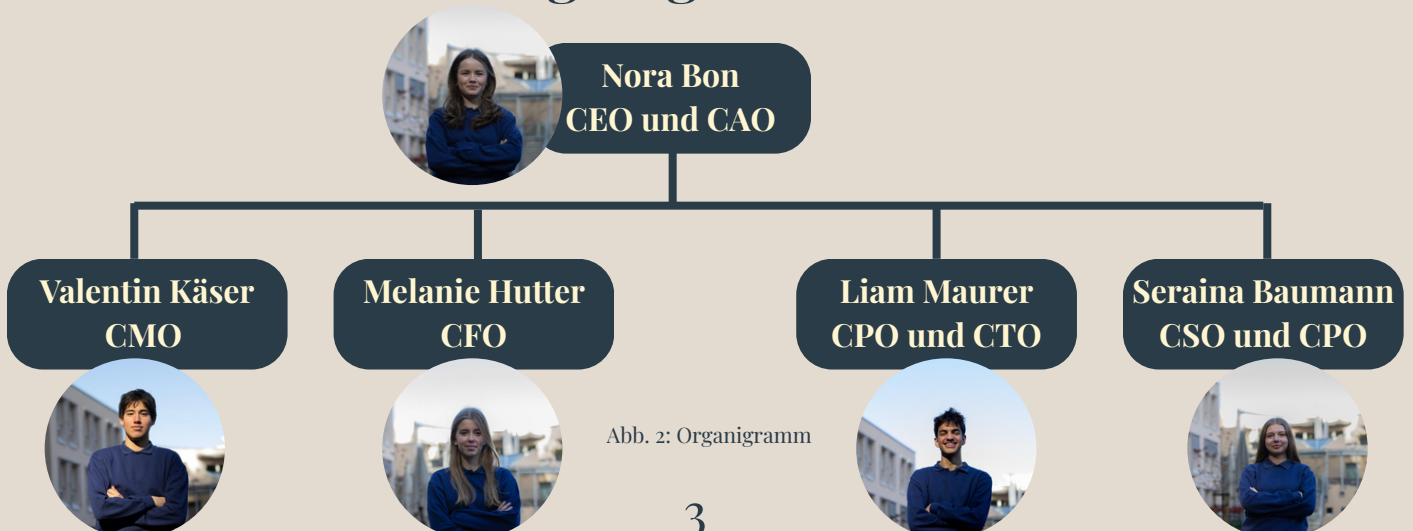 Nora Bon
CEO und CAO
Valentin Käser
CMO
Melanie Hutter
CFO
Liam Maurer
CPO und CTO
Seraina Baumann
CSO und CPO
Abb. 2: Organigramm
3